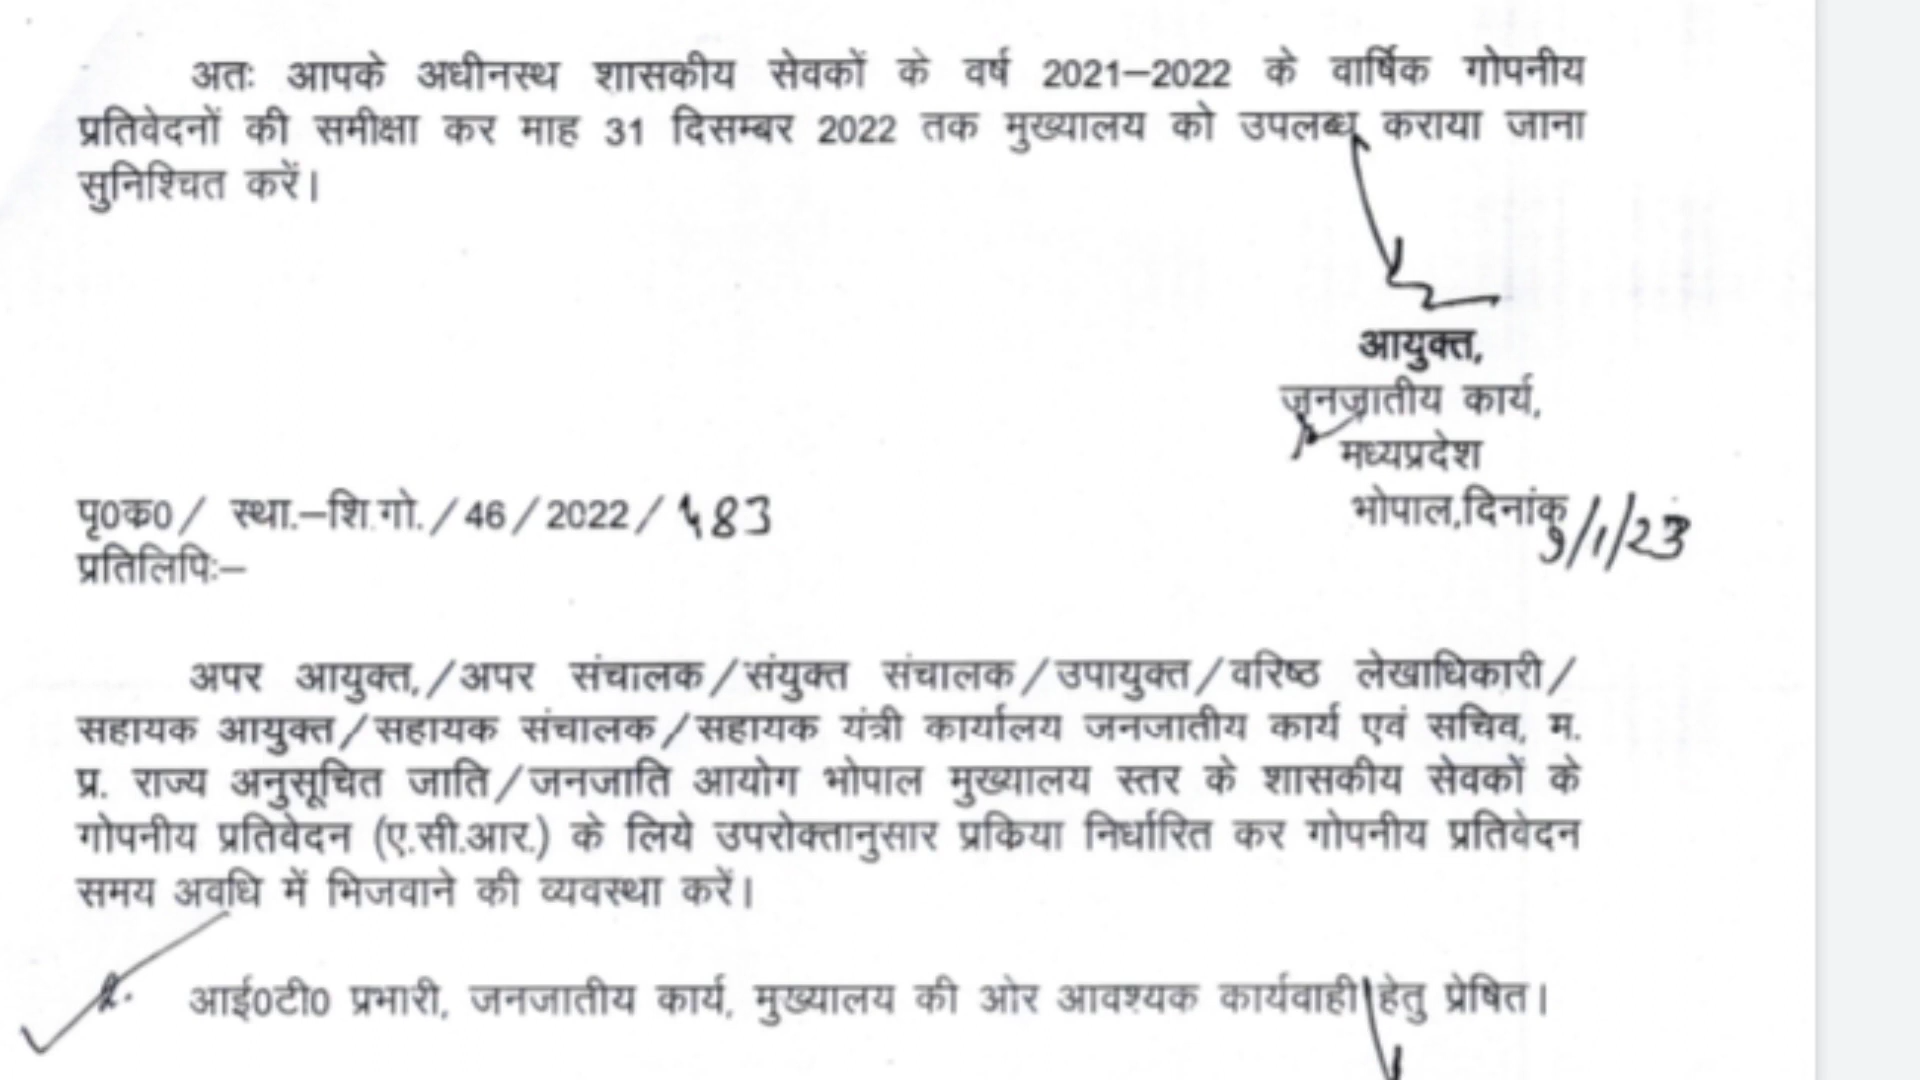 अतः आपके अधीनस्थ शासकीय सेवकों के वर्ष 2021–2022 के वार्षिक गोपनीय
प्रतिवेदनों की समीक्षा कर माह 31 दिसम्बर 2022 तक मुख्यालय को उपलब्ध कराया जाना
सुनिश्चित करें।
आयुक्त,
जनजातीय कार्य,
मध्यप्रदेश
भोपाल,दिनांक 9/1/23
पृ0क0/ स्था.–शि.गो./46/2022/483
प्रतिलिपिः–
अपर आयुक्त,/अपर संचालक/संयुक्त संचालक/उपायुक्त/वरिष्ठ लेखाधिकारी/
सहायक आयुक्त/सहायक संचालक/सहायक यंत्री कार्यालय जनजातीय कार्य एवं सचिव, म.
प्र. राज्य अनुसूचित जाति/जनजाति आयोग भोपाल मुख्यालय स्तर के शासकीय सेवकों के
गोपनीय प्रतिवेदन (ए.सी.आर.) के लिये उपरोक्तानुसार प्रकिया निर्धारित कर गोपनीय प्रतिवेदन
समय अवधि में भिजवाने की व्यवस्था करें।
आई0टी0 प्रभारी, जनजातीय कार्य, मुख्यालय की ओर आवश्यक कार्यवाही हेतु प्रेषित।